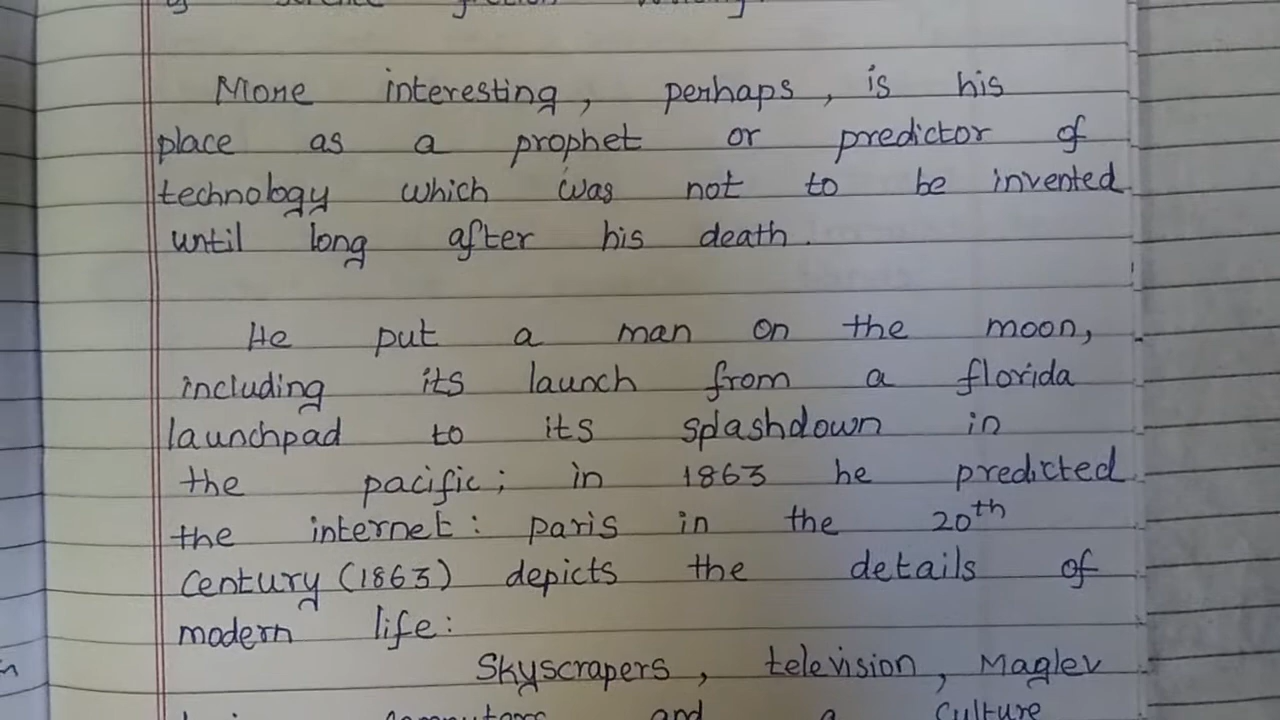 More interesting, perhaps, is his
place as a prophet or predictor of
technology which was not to be invented
until long after his death.
He put a man on the moon,
including its launch from a florida
launchpad to its splashdown in
the pacific; in 1863 he predicted
the internet: paris in the 20th
century (1863) depicts the details of
modern life:
Skyscrapers, television, Maglev
and a culture